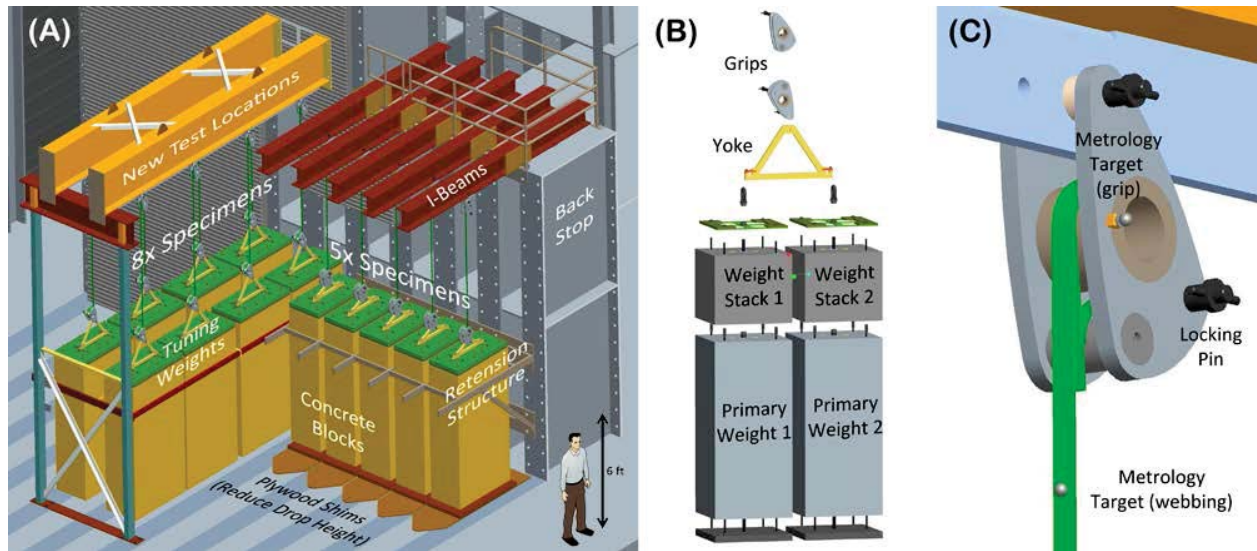 (A)
New Test Locations
8x Specimens
I-Beams
5x Specimens
Back
Stop
Tuning
Weights
Retension
Structure
Concrete
Blocks
Plywood Shims
(Reduce Drop Height)
6 ft
(B)
Grips
Yoke
Weight
Stack 1
Weight
Stack 2
Primary
Weight 1
Primary
Weight 2
(C)
Metrology
Target
(grip)
Locking
Pin
Metrology
Target (webbing)